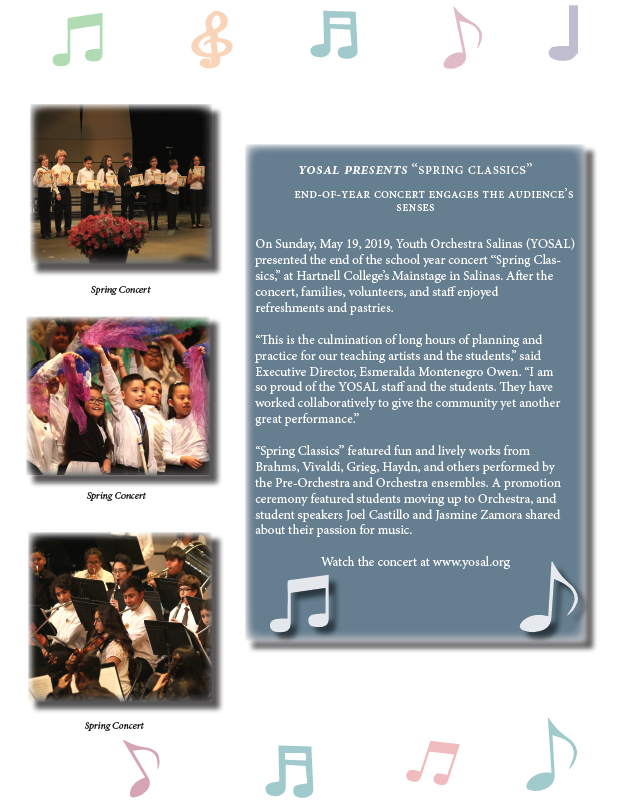 YOSAL PRESENTS “SPRING CLASSICS”
END-OF-YEAR CONCERT ENGAGES THE AUDIENCE’S
SENSES
On Sunday, May 19, 2019, Youth Orchestra Salinas (YOSAL)
presented the end of the school year concert “Spring Clas-
sics,” at Hartnell College’s Mainstage in Salinas. After the
concert, families, volunteers, and staff enjoyed
refreshments and pastries.
“This is the culmination of long hours of planning and
practice for our teaching artists and the students,” said
Executive Director, Esmeralda Montenegro Owen. “I am
so proud of the YOSAL staff and the students. They have
worked collaboratively to give the community yet another
great performance.”
“Spring Classics” featured fun and lively works from
Brahms, Vivaldi, Grieg, Haydn, and others performed by
the Pre-Orchestra and Orchestra ensembles. A promotion
ceremony featured students moving up to Orchestra, and
student speakers Joel Castillo and Jasmine Zamora shared
about their passion for music.
Watch the concert at www.yosal.org
Spring Concert
Spring Concert
Spring Concert